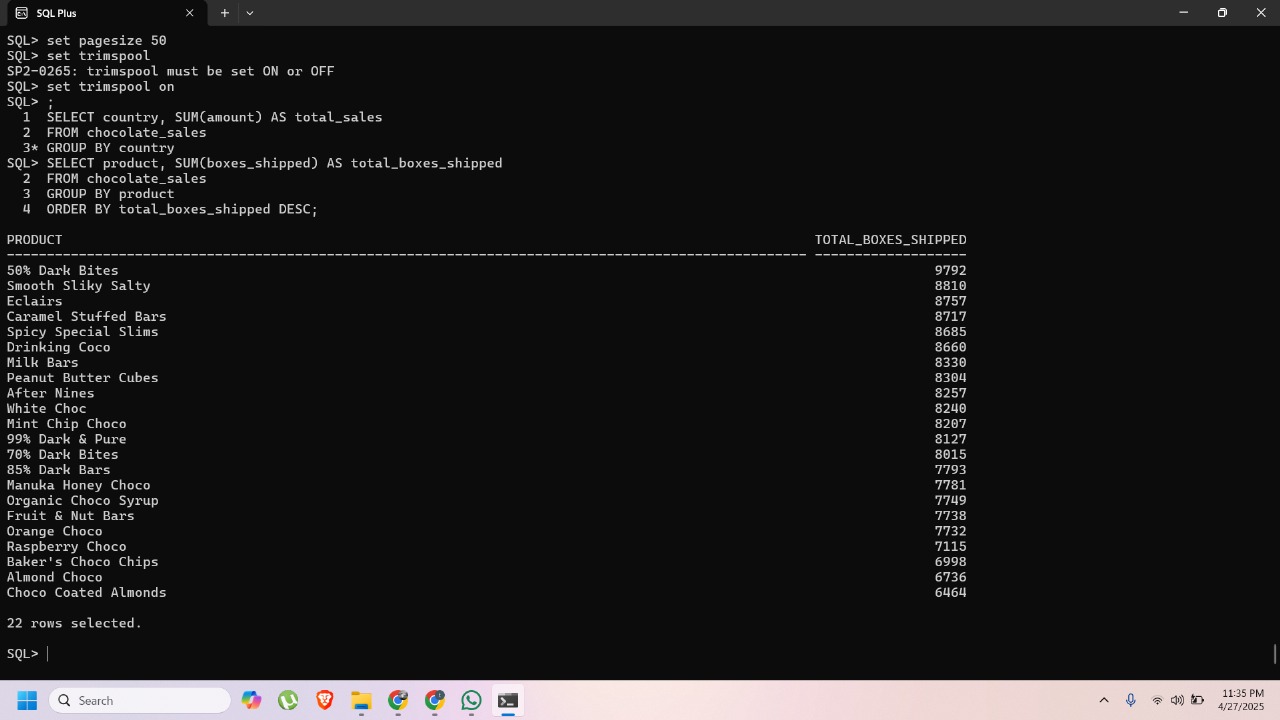 SQL Plus
SQL> set pagesize 50
SQL> set trimspool
SP2-0265: trimspool must be set ON or OFF
SQL> set trimspool on
SQL> ;
  1  SELECT country, SUM(amount) AS total_sales
  2  FROM chocolate_sales
  3* GROUP BY country
SQL> SELECT product, SUM(boxes_shipped) AS total_boxes_shipped
  2  FROM chocolate_sales
  3  GROUP BY product
  4  ORDER BY total_boxes_shipped DESC;
PRODUCT TOTAL_BOXES_SHIPPED
---------------------------------------------------------------------------------------------------- -------------------
50% Dark Bites 9792
Smooth Sliky Salty 8810
Eclairs 8757
Caramel Stuffed Bars 8717
Spicy Special Slims 8685
Drinking Coco 8660
Milk Bars 8330
Peanut Butter Cubes 8304
After Nines 8257
White Choc 8240
Mint Chip Choco 8207
99% Dark & Pure 8127
70% Dark Bites 8015
85% Dark Bars 7793
Manuka Honey Choco 7781
Organic Choco Syrup 7749
Fruit & Nut Bars 7738
Orange Choco 7732
Raspberry Choco 7115
Baker's Choco Chips 6998
Almond Choco 6736
Choco Coated Almonds 6464
22 rows selected.
SQL>
Search
11:35 PM
4/27/2025